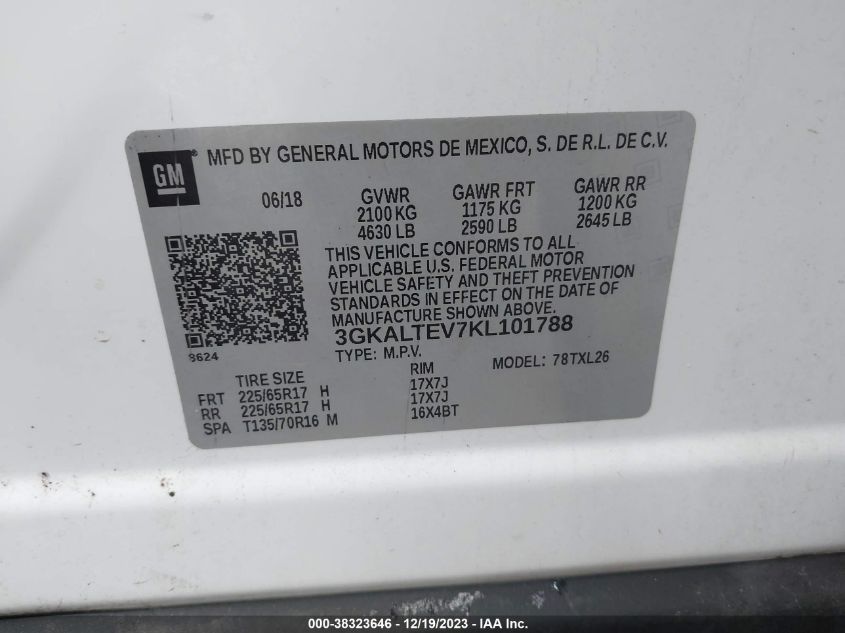 GM® MFD BY GENERAL MOTORS DE MEXICO, S. DE R.L. DE C.V.
06/18 GVWR GAWR FRT GAWR RR
2100 KG 1175 KG 1200 KG
4630 LB 2590 LB 2645 LB
THIS VEHICLE CONFORMS TO ALL
APPLICABLE U.S. FEDERAL MOTOR
VEHICLE SAFETY AND THEFT PREVENTION
STANDARDS IN EFFECT ON THE DATE OF
MANUFACTURE SHOWN ABOVE.
3GKALTEV7KL101788
9624 TYPE: M.P.V. MODEL: 78TXL26
TIRE SIZE RIM
FRT 225/65R17 H 17X7J
RR 225/65R17 H 17X7J
SPA T135/70R16 M 16X4BT
000-38323646 - 12/19/2023 - IAA Inc.